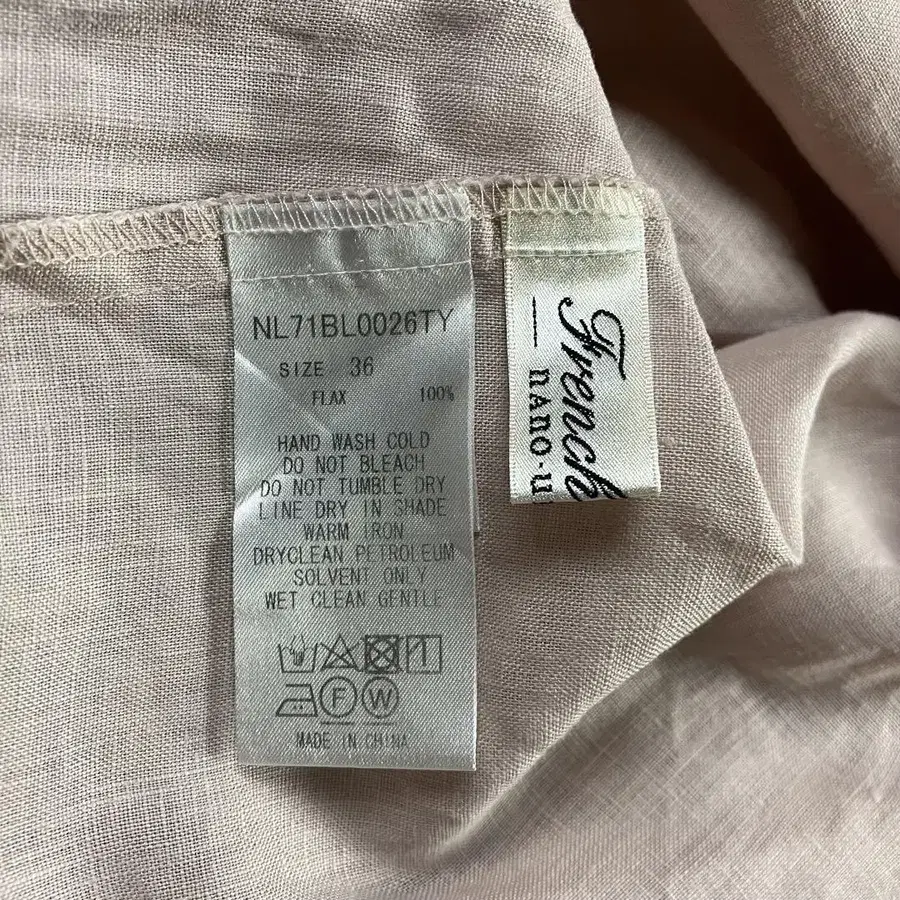 NL71BL0026TY
SIZE 36
FLAX 100%
HAND WASH COLD
DO NOT BLEACH
DO NOT TUMBLE DRY
LINE DRY IN SHADE
WARM IRON
DRYCLEAN PETROLEUM
SOLVENT ONLY
WET CLEAN GENTLE
F W
MADE IN CHINA
French
nano·u